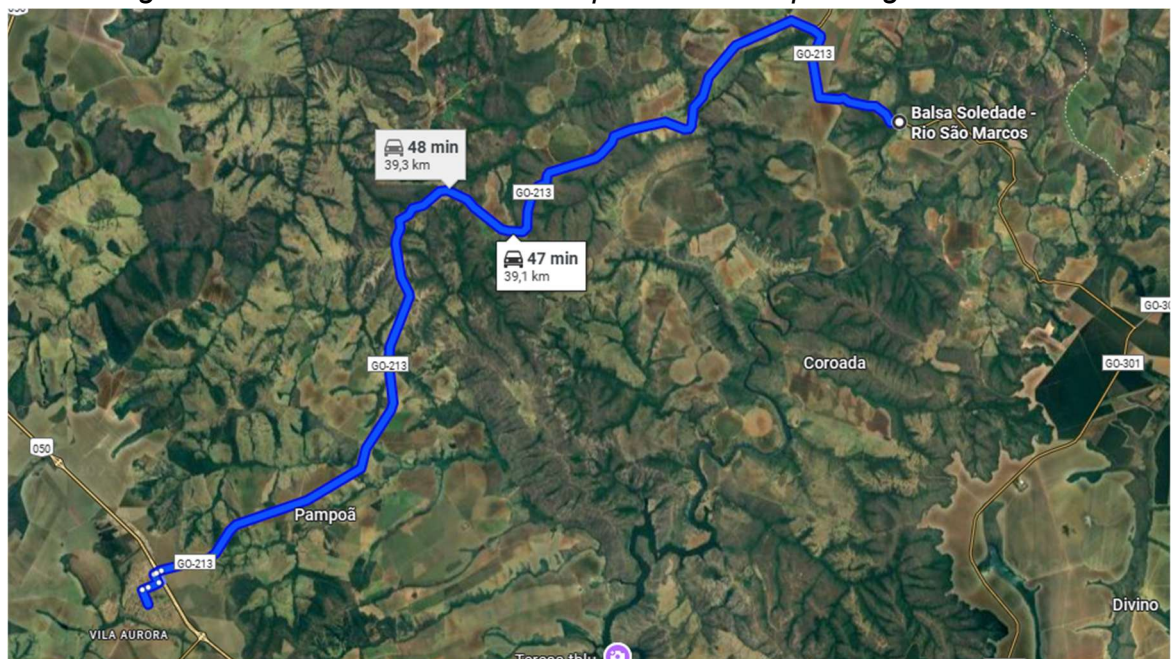 GO-213
Balsa Soledade -
Rio São Marcos
48 min
39,3 km
GO-213
47 min
39,1 km
GO-213
Coroada
GO-301
050
Pampoã
GO-213
VILA AURORA
Divino